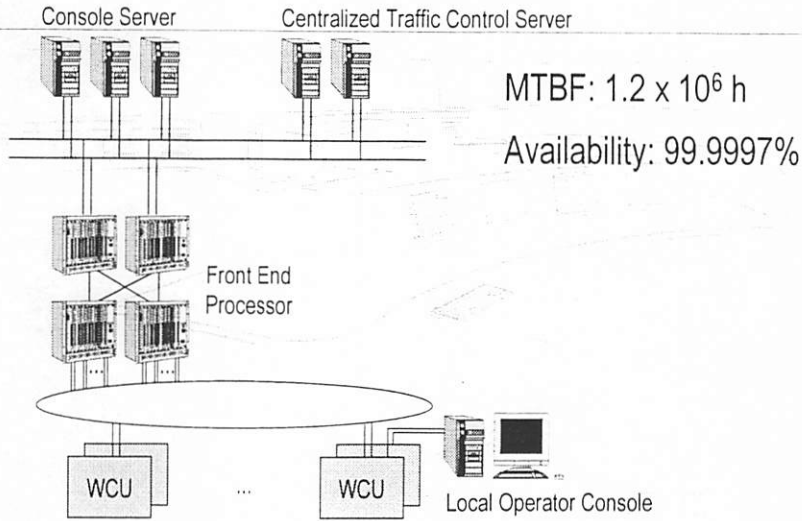 Console Server
Centralized Traffic Control Server
MTBF: 1.2 x 10⁶ h
Availability: 99.9997%
Front End
Processor
...
...
WCU
...
WCU
Local Operator Console